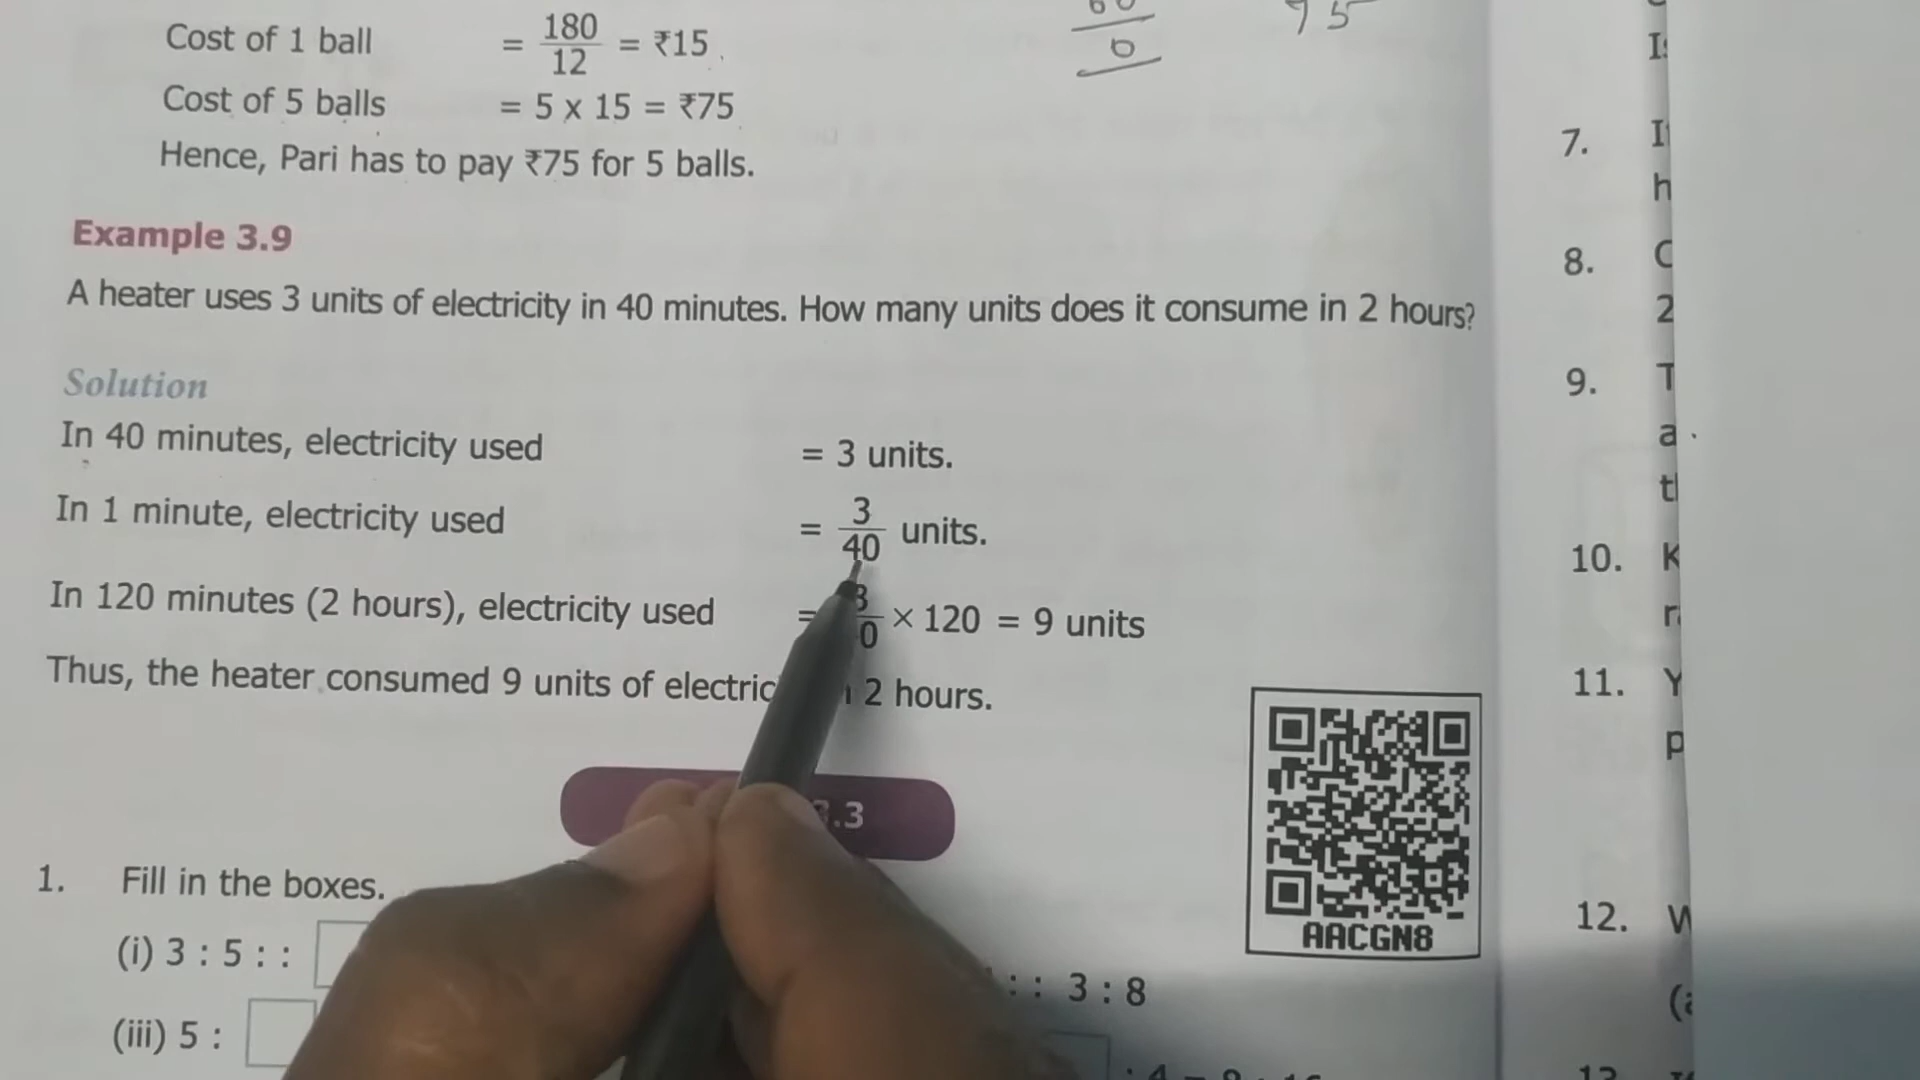 Cost of 1 ball = 180/12 = ₹15
Cost of 5 balls = 5 x 15 = ₹75
Hence, Pari has to pay ₹75 for 5 balls.
75
Example 3.9
A heater uses 3 units of electricity in 40 minutes. How many units does it consume in 2 hours?
Solution
In 40 minutes, electricity used = 3 units.
In 1 minute, electricity used = 3/40 units.
In 120 minutes (2 hours), electricity used = × 120 = 9 units
Thus, the heater consumed 9 units of 2 hours.
.3
1. Fill in the boxes.
(i) 3 : 5 : :
: : 3 : 8
(iii) 5 :
AACGN8
7.
8.
9.
10.
11.
12.